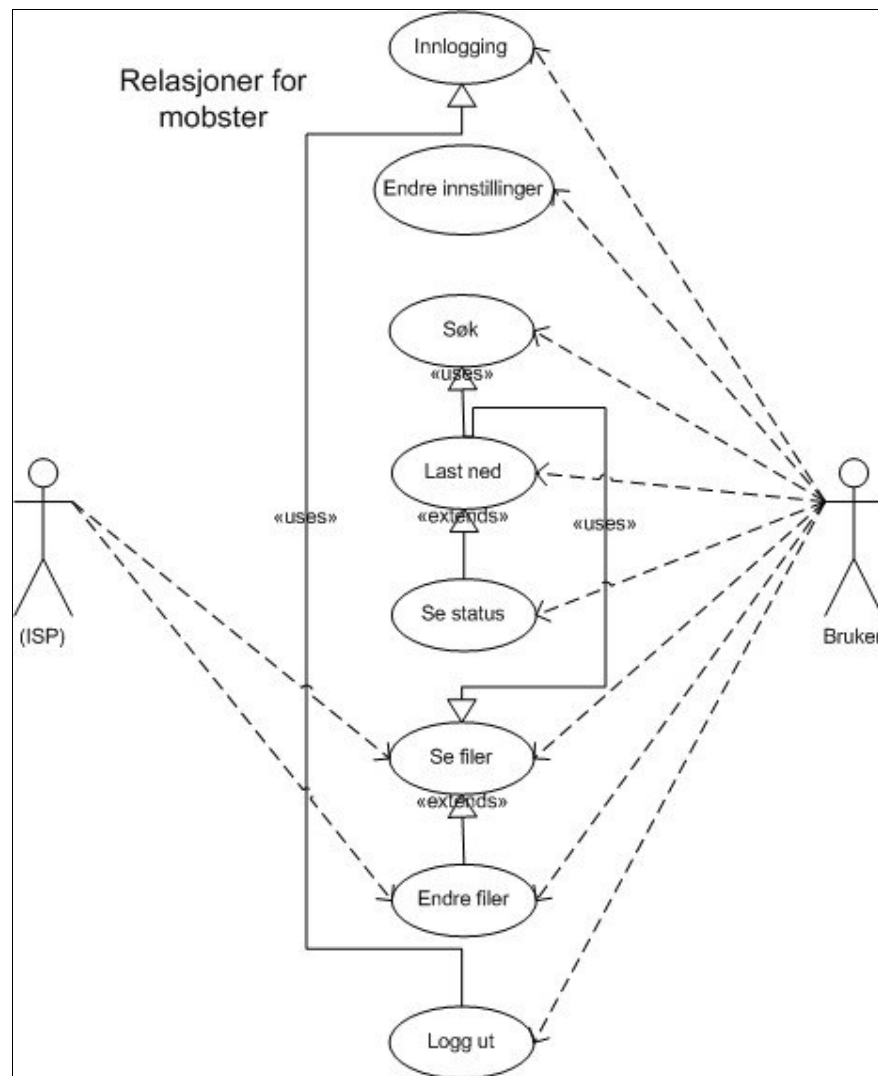 Innlogging
Relasjoner for
mobster
Endre innstillinger
Søk
«uses»
Last ned
«extends»
«uses»
«uses»
Se status
(ISP)
Bruker
Se filer
«extends»
Endre filer
Logg ut